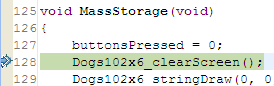 125 void MassStorage(void)
126 {
127 buttonsPressed = 0;
128 Dogs102x6_clearScreen();
129 Dogs102x6_stringDraw(0, 0